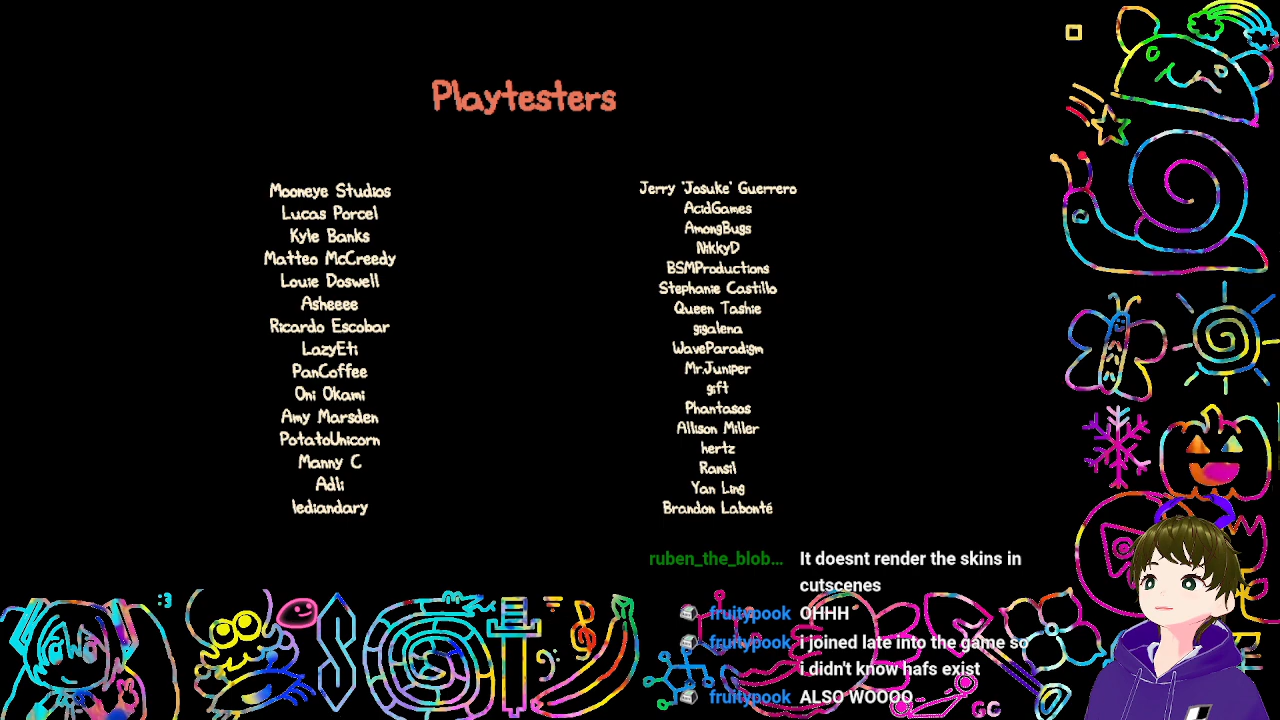 Playtesters
Mooneye Studios
Lucas Porcel
Kyle Banks
Matteo McCreedy
Louie Doswell
Asheeee
Ricardo Escobar
LazyEti
PanCoffee
Oni Okami
Amy Marsden
PotatoUnicorn
Manny C
Adli
lediandary
Jerry 'Josuke' Guerrero
AcidGames
AmongBugs
NikkyD
BSMProductions
Stephanie Castillo
Queen Tashie
gigalena
WaveParadigm
Mr.Juniper
gift
Phantasos
Allison Miller
hertz
Ransil
Yan Ling
Brandon Labonté
ruben_the_blob... It doesnt render the skins in
cutscenes
fruitypook OHHH
fruitypook i joined late into the game so
i didn't know hafs exist
fruitypook ALSO WOOOO
:3
GC